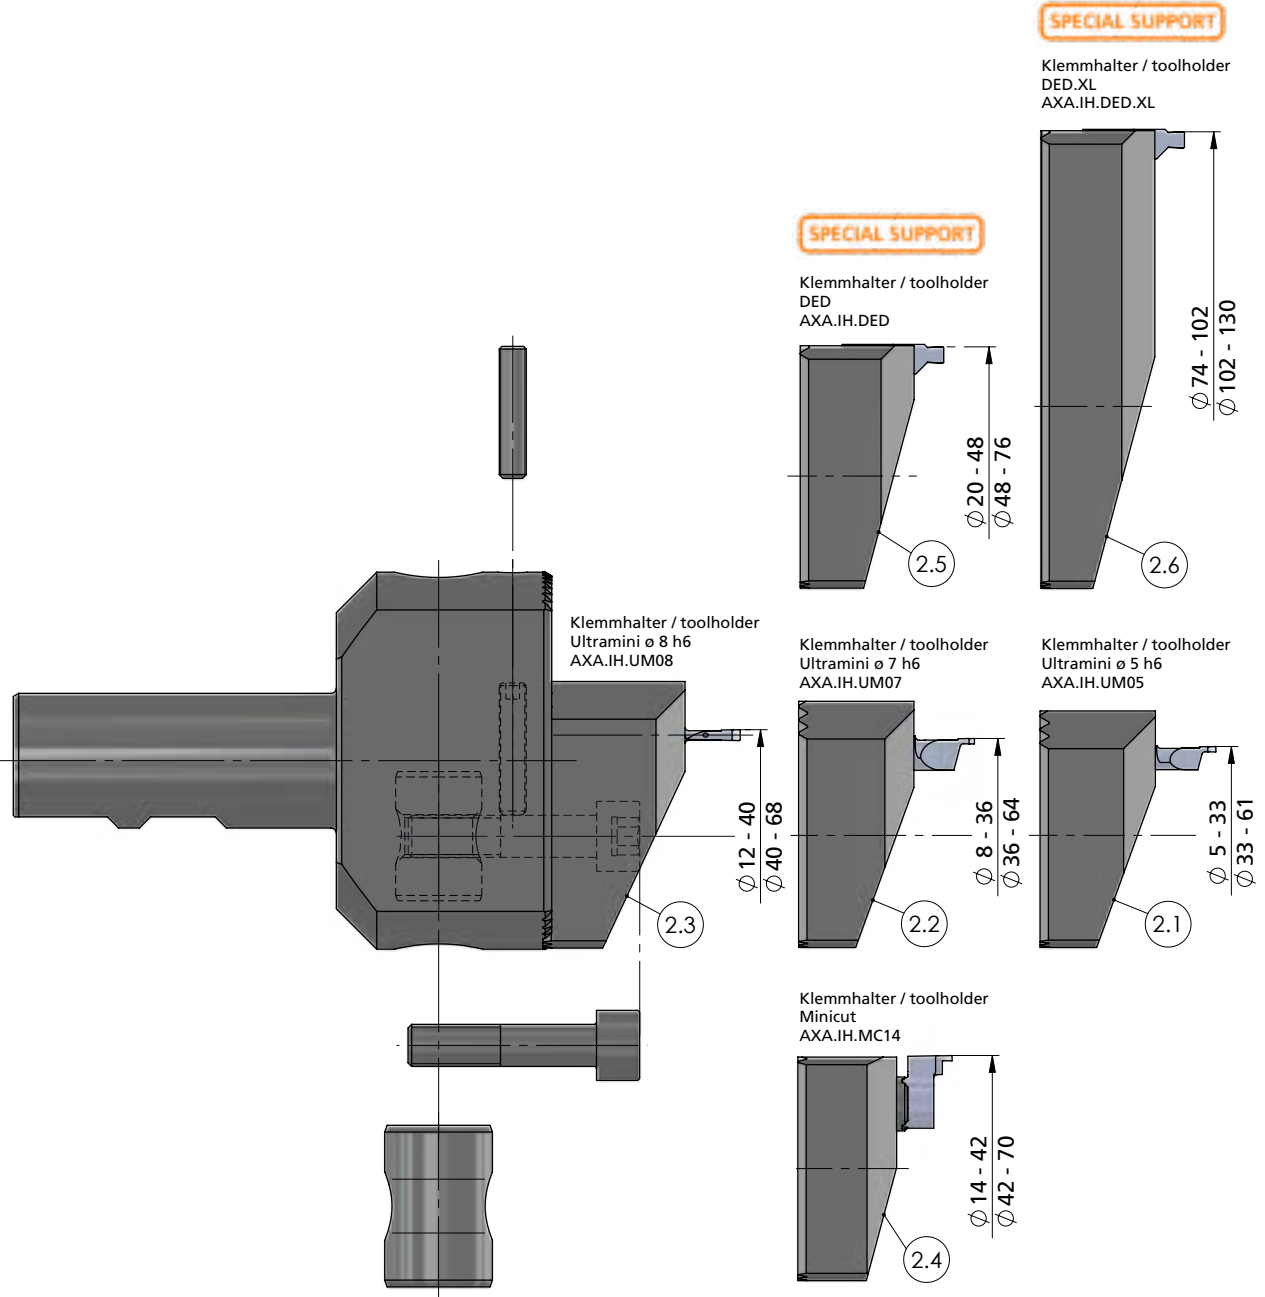 SPECIAL SUPPORT
Klemmhalter / toolholder
DED.XL
AXA.IH.DED.XL
∅ 74 - 102
∅ 102 - 130
2.6
SPECIAL SUPPORT
Klemmhalter / toolholder
DED
AXA.IH.DED
∅ 20 - 48
∅ 48 - 76
2.5
Klemmhalter / toolholder
Ultramini ø 8 h6
AXA.IH.UM08
∅ 12 - 40
∅ 40 - 68
2.3
Klemmhalter / toolholder
Ultramini ø 7 h6
AXA.IH.UM07
∅ 8 - 36
∅ 36 - 64
2.2
Klemmhalter / toolholder
Ultramini ø 5 h6
AXA.IH.UM05
∅ 5 - 33
∅ 33 - 61
2.1
Klemmhalter / toolholder
Minicut
AXA.IH.MC14
∅ 14 - 42
∅ 42 - 70
2.4